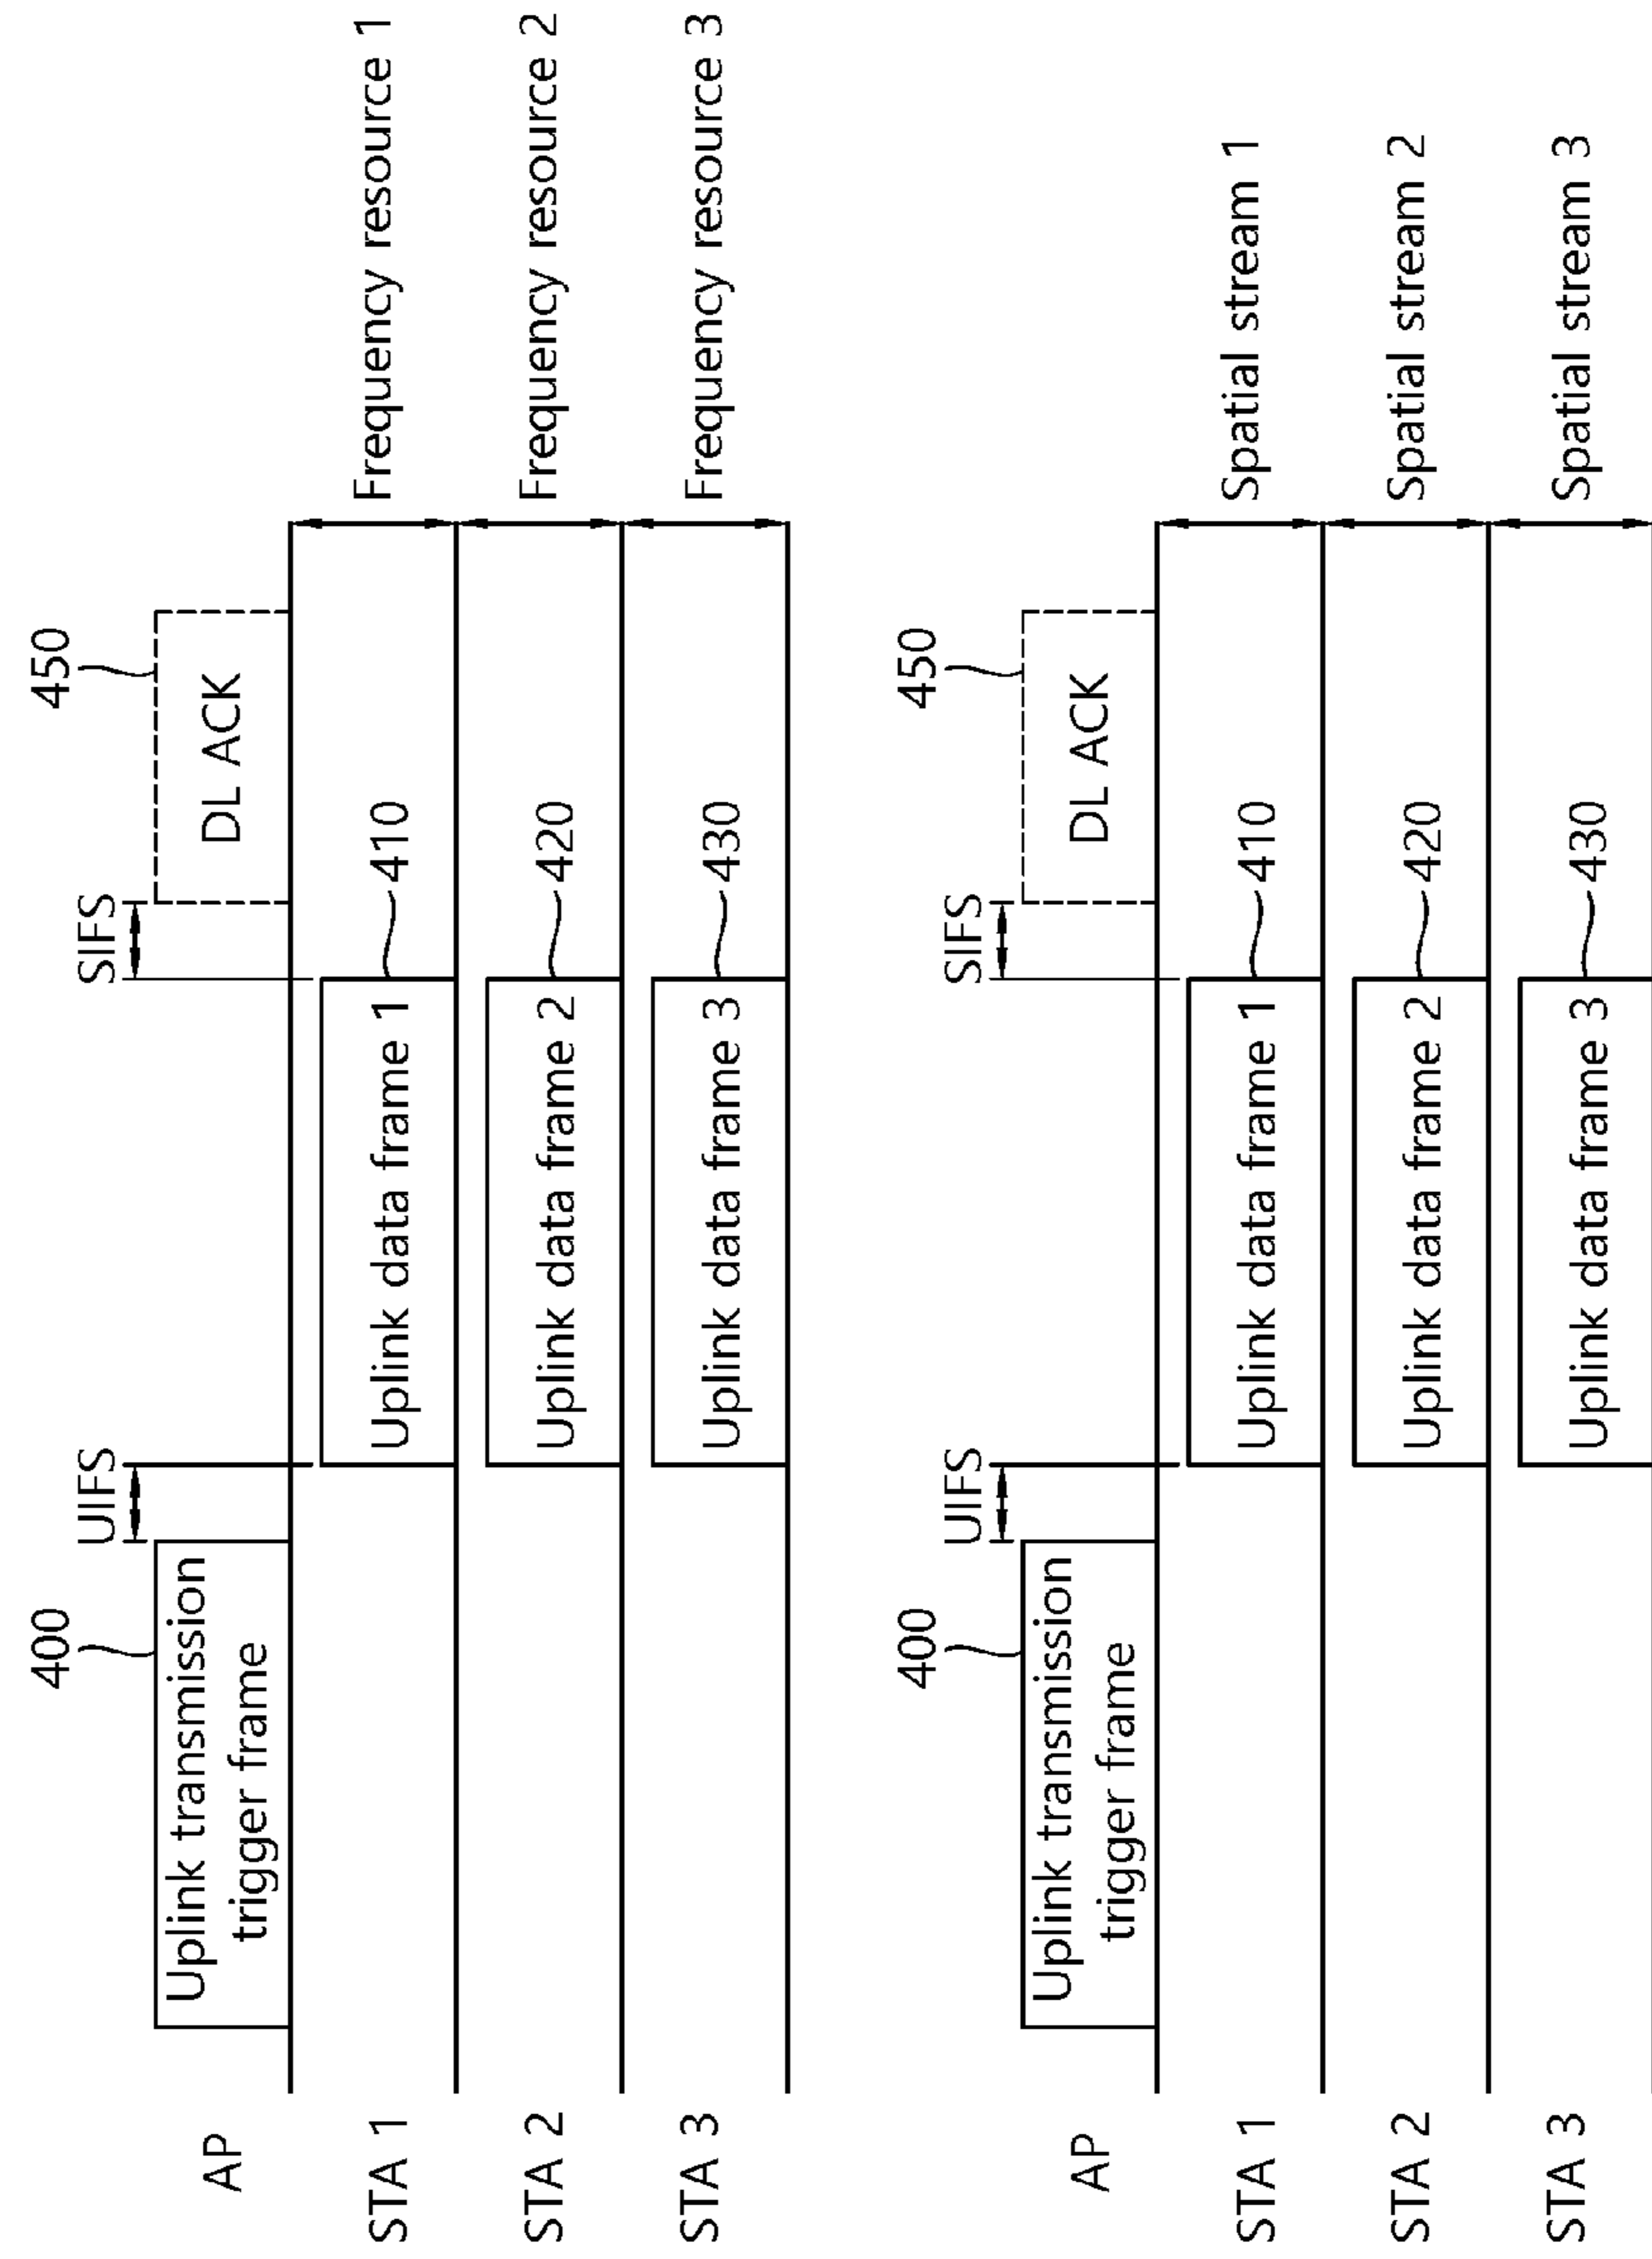 400
450
UIFS
SIFS
AP
Uplink transmission
trigger frame
DL ACK
STA 1
Uplink data frame 1
410
Frequency resource 1
STA 2
Uplink data frame 2
420
Frequency resource 2
STA 3
Uplink data frame 3
430
Frequency resource 3
400
450
UIFS
SIFS
AP
Uplink transmission
trigger frame
DL ACK
STA 1
Uplink data frame 1
410
Spatial stream 1
STA 2
Uplink data frame 2
420
Spatial stream 2
STA 3
Uplink data frame 3
430
Spatial stream 3